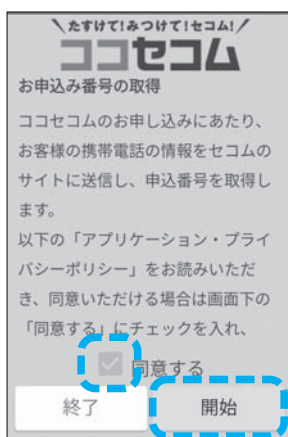 たすけて!みつけて!セコム!
ココセコム
お申込み番号の取得
ココセコムのお申し込みにあたり、
お客様の携帯電話の情報をセコムの
サイトに送信し、申込番号を取得し
ます。
以下の「アプリケーション・プライ
バシーポリシー」をお読みいただ
き、同意いただける場合は画面下の
「同意する」にチェックを入れ、
同意する
終了
開始